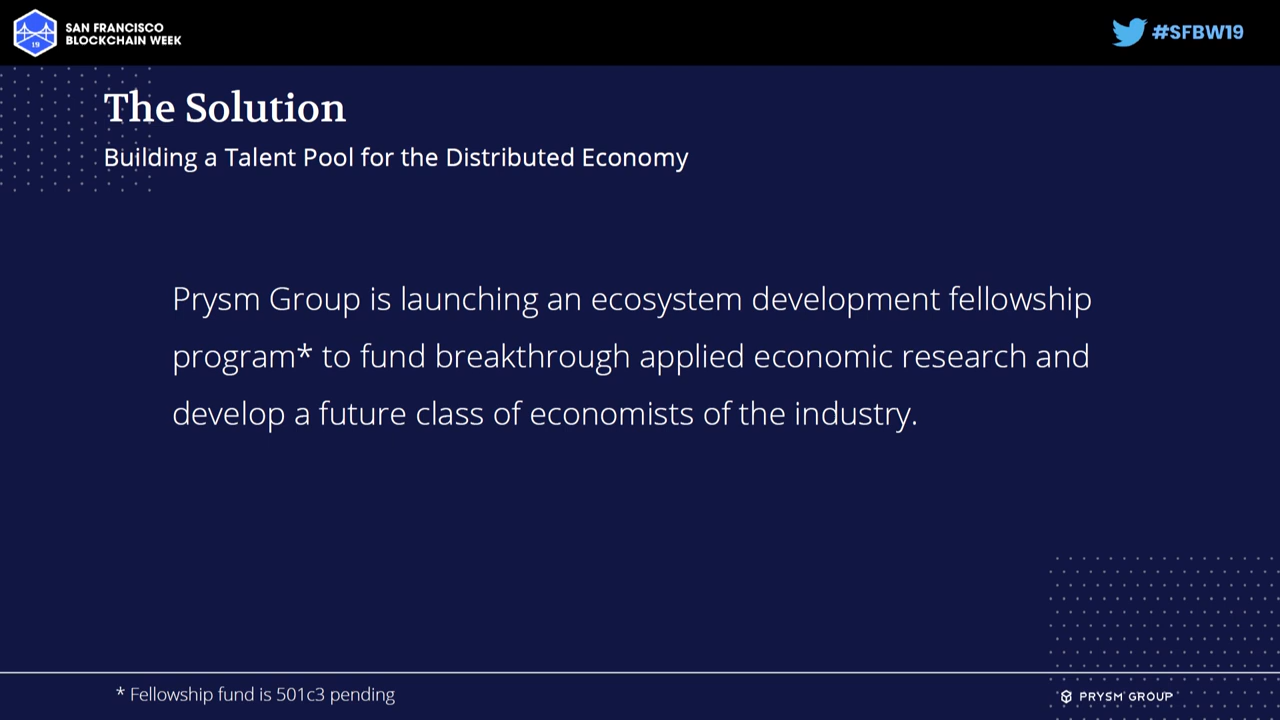 SAN FRANCISCO
BLOCKCHAIN WEEK
19
#SFBW19
The Solution
Building a Talent Pool for the Distributed Economy
Prysm Group is launching an ecosystem development fellowship
program* to fund breakthrough applied economic research and
develop a future class of economists of the industry.
* Fellowship fund is 501c3 pending
PRYSM GROUP